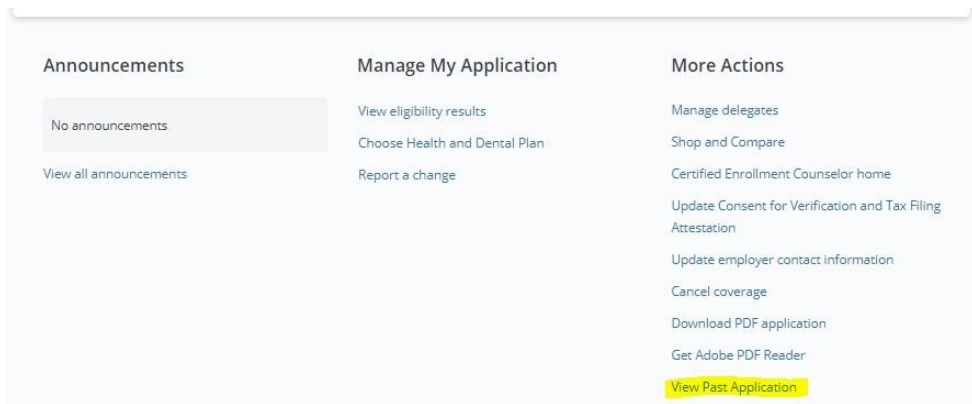 Announcements
No announcements
View all announcements
Manage My Application
View eligibility results
Choose Health and Dental Plan
Report a change
More Actions
Manage delegates
Shop and Compare
Certified Enrollment Counselor home
Update Consent for Verification and Tax Filing
Attestation
Update employer contact information
Cancel coverage
Download PDF application
Get Adobe PDF Reader
View Past Application